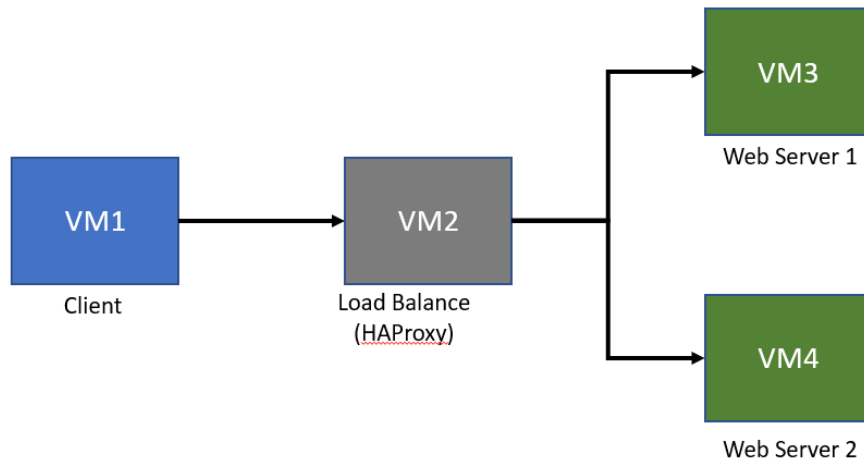 VM1
Client
VM2
Load Balance
(HAProxy)
VM3
Web Server 1
VM4
Web Server 2